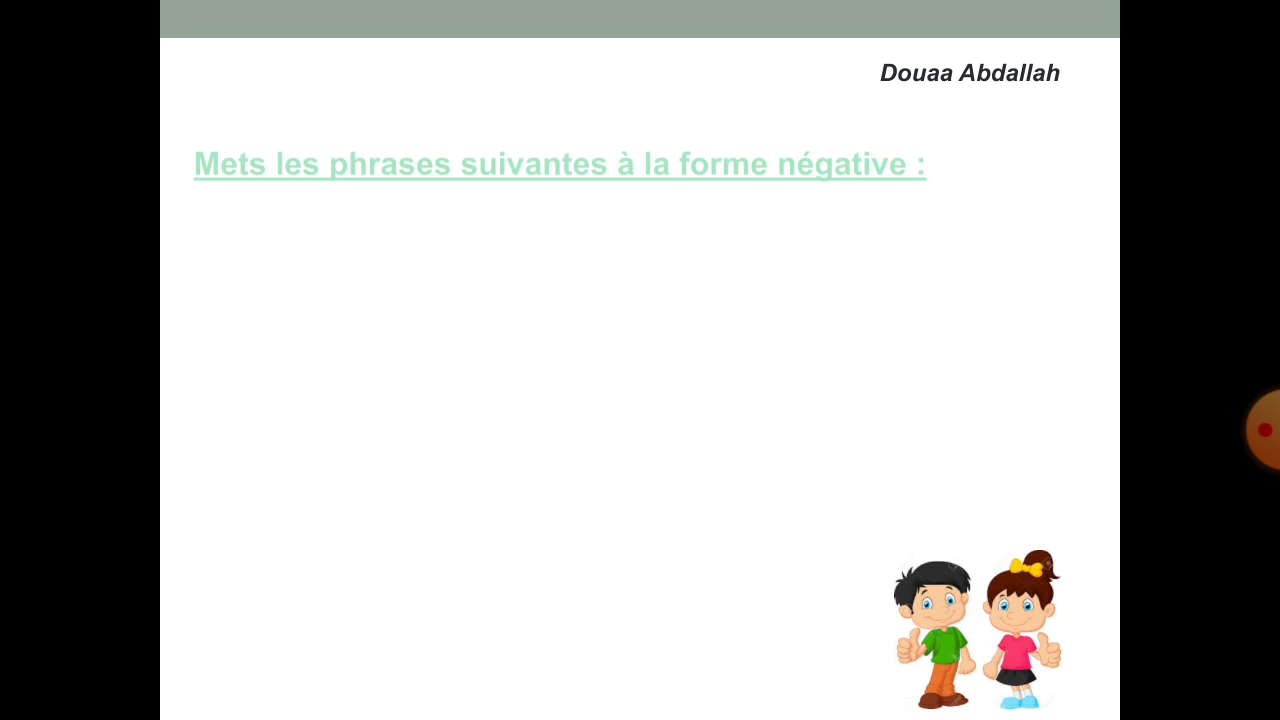 Douaa Abdallah
Mets les phrases suivantes à la forme négative :